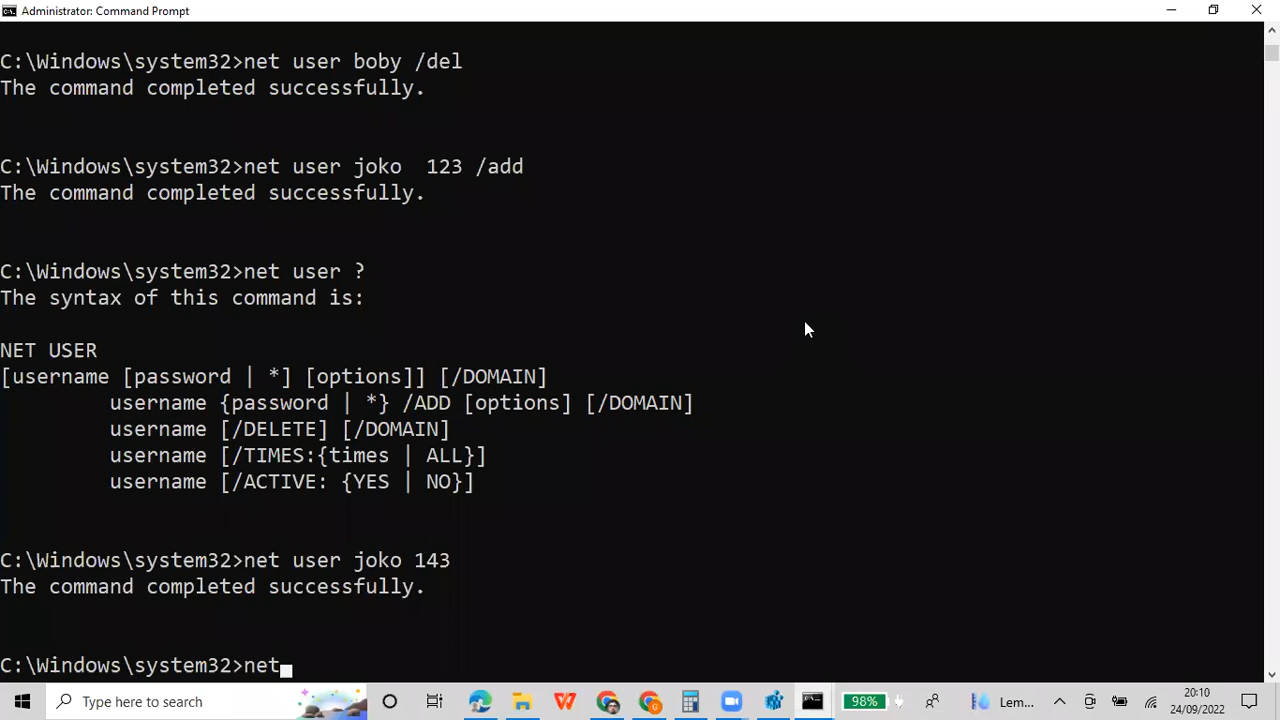 Administrator: Command Prompt
C:\Windows\system32>net user boby /del
The command completed successfully.
C:\Windows\system32>net user joko  123 /add
The command completed successfully.
C:\Windows\system32>net user ?
The syntax of this command is:
NET USER
[username [password | *] [options]] [/DOMAIN]
username {password | *} /ADD [options] [/DOMAIN]
username [/DELETE] [/DOMAIN]
username [/TIMES:{times | ALL}]
username [/ACTIVE: {YES | NO}]
C:\Windows\system32>net user joko 143
The command completed successfully.
C:\Windows\system32>net
Type here to search
98%
Lem...
20:10
24/09/2022